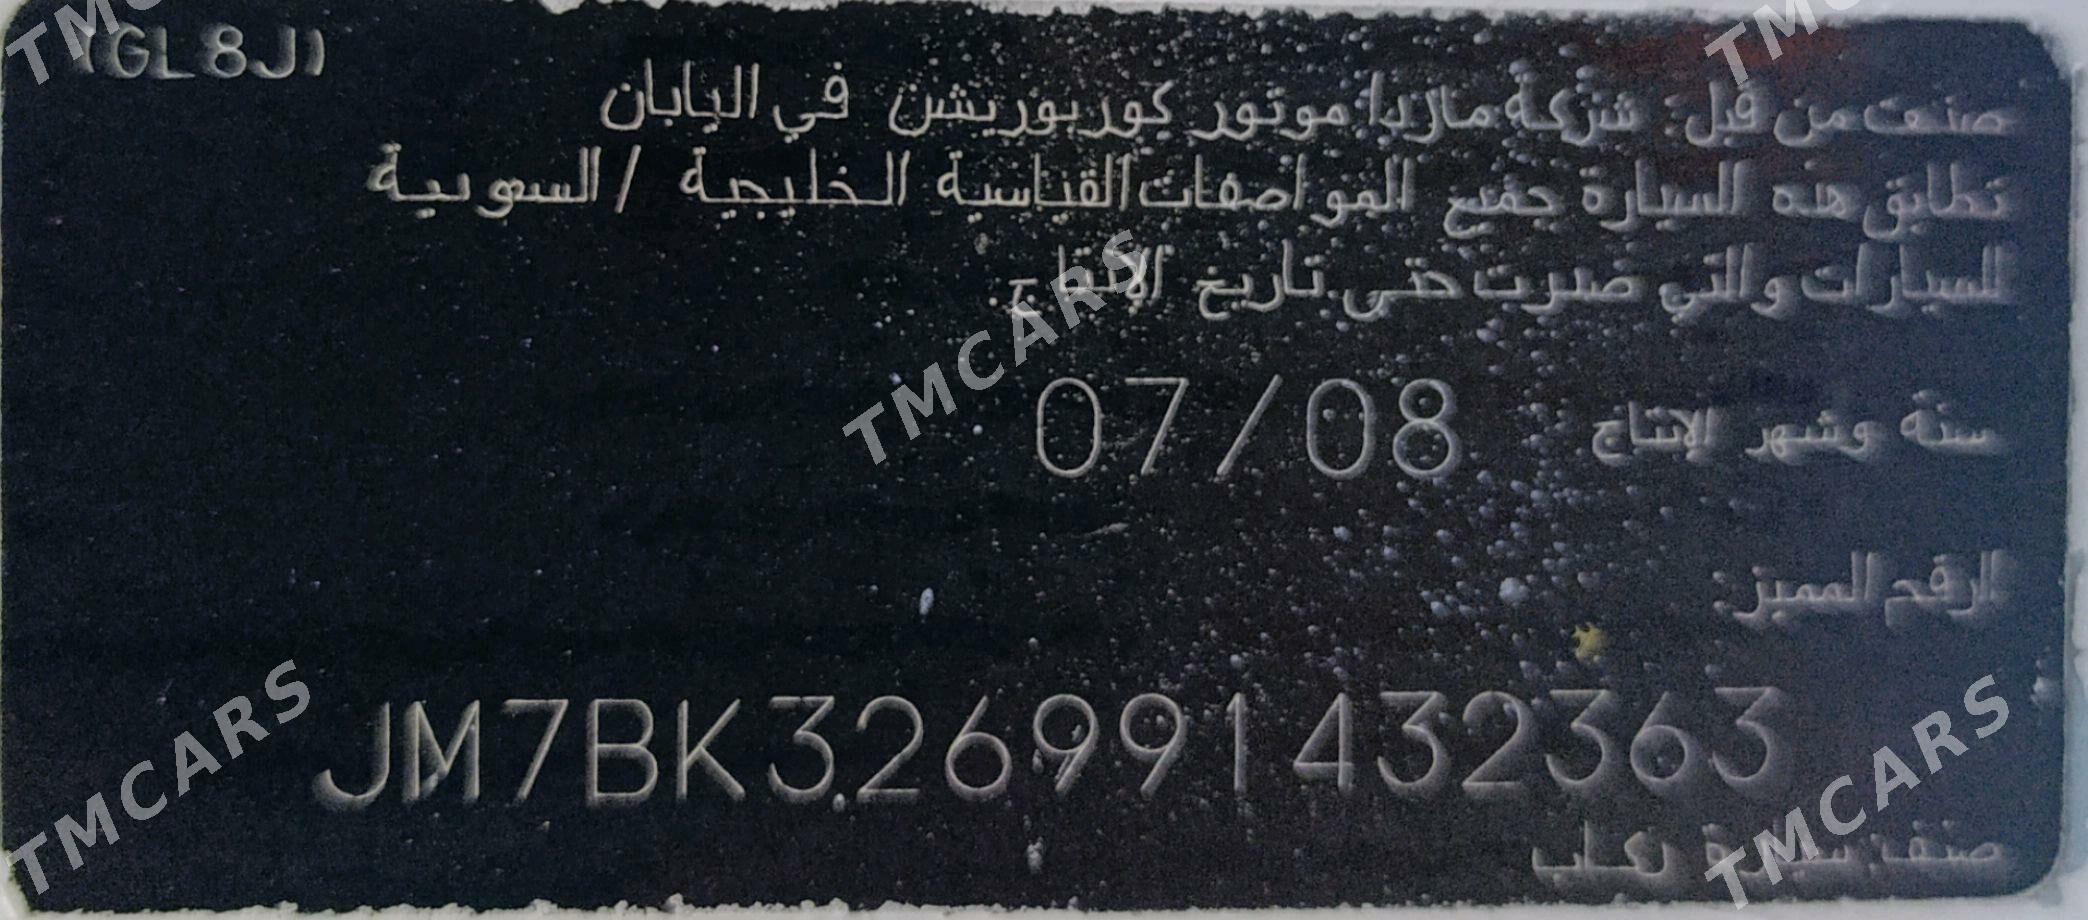 (GL8J)
صنعت من قبل: شركة مازدا موتور كوربوريشن في اليابان
تطابق هذه السيارة جميع المواصفات القياسية الخليجية / السعودية
للسيارات والتي صدرت حتى تاريخ الإنتاج.
سنة وشهر الإنتاج 07/08
الرقم المميز:
JM7BK326991432363
صنف: سيارة ركاب
TMCARS
TMCARS
TMCARS
TMCARS
TMCARS